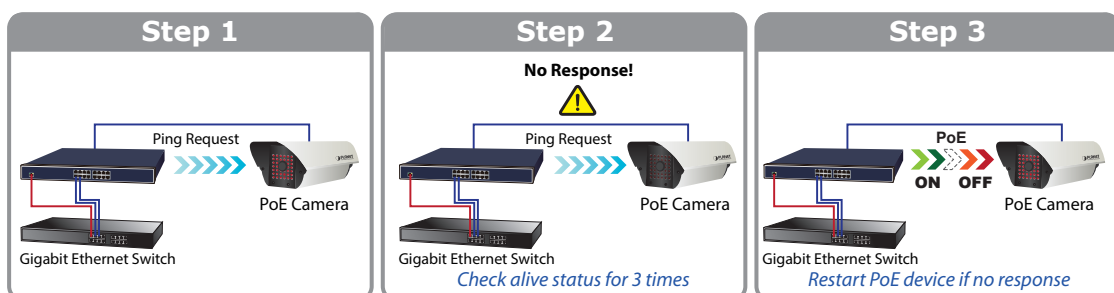 Step 1
Ping Request
PoE Camera
Gigabit Ethernet Switch
Step 2
No Response!
Ping Request
PoE Camera
Gigabit Ethernet Switch
Check alive status for 3 times
Step 3
PoE
ON OFF
PoE Camera
Gigabit Ethernet Switch
Restart PoE device if no response